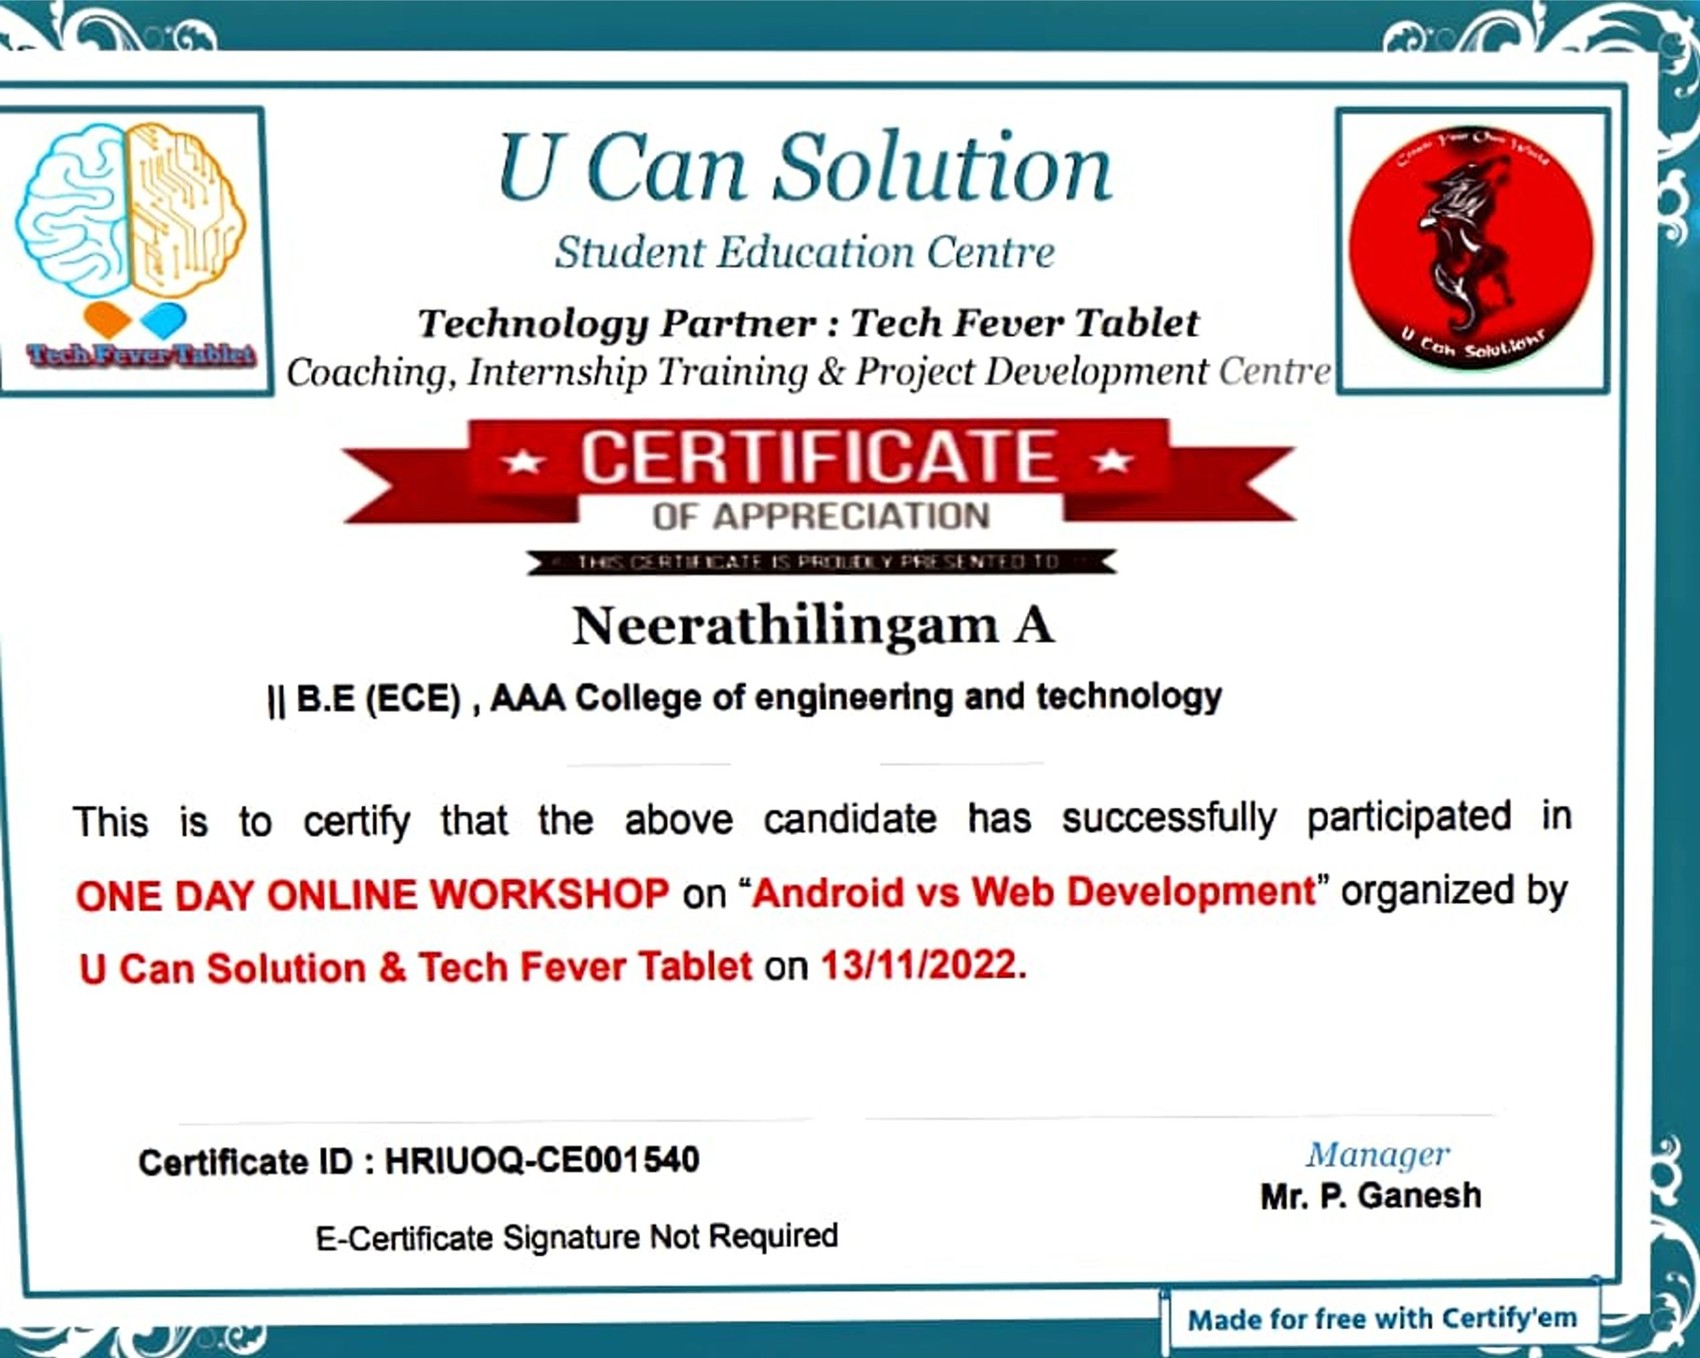 U Can Solution
Student Education Centre
Technology Partner : Tech Fever Tablet
Coaching, Internship Training & Project Development Centre
Tech Fever Tablet
Create Your Own World
U Can Solutions
CERTIFICATE
OF APPRECIATION
THIS CERTIFICATE IS PROUDLY PRESENTED TO
Neerathilingam A
|| B.E (ECE) , AAA College of engineering and technology
This is to certify that the above candidate has successfully participated in
ONE DAY ONLINE WORKSHOP on “Android vs Web Development” organized by
U Can Solution & Tech Fever Tablet on 13/11/2022.
Certificate ID : HRIUOQ-CE001540
Manager
Mr. P. Ganesh
E-Certificate Signature Not Required
Made for free with Certify'em